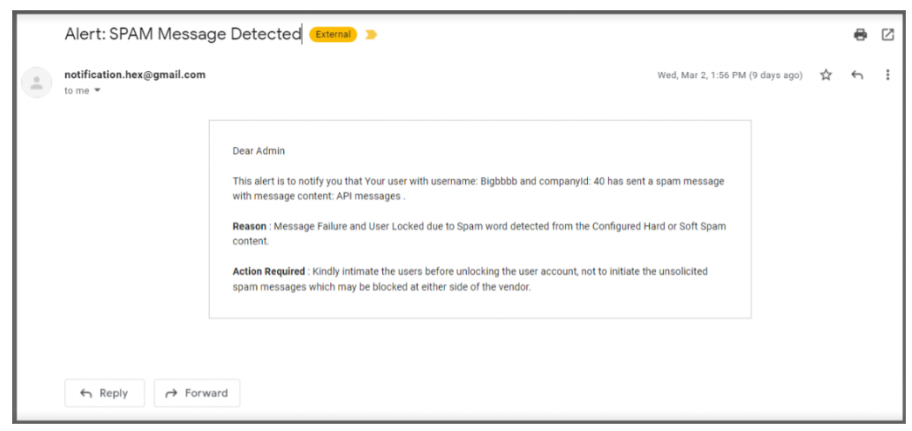 Alert: SPAM Message Detected External
notification.hex@gmail.com Wed, Mar 2, 1:56 PM (9 days ago)
to me
Dear Admin
This alert is to notify you that Your user with username: Bigbbbb and companyId: 40 has sent a spam message
with message content: API messages .
Reason : Message Failure and User Locked due to Spam word detected from the Configured Hard or Soft Spam
content.
Action Required : Kindly intimate the users before unlocking the user account, not to initiate the unsolicited
spam messages which may be blocked at either side of the vendor.
Reply Forward